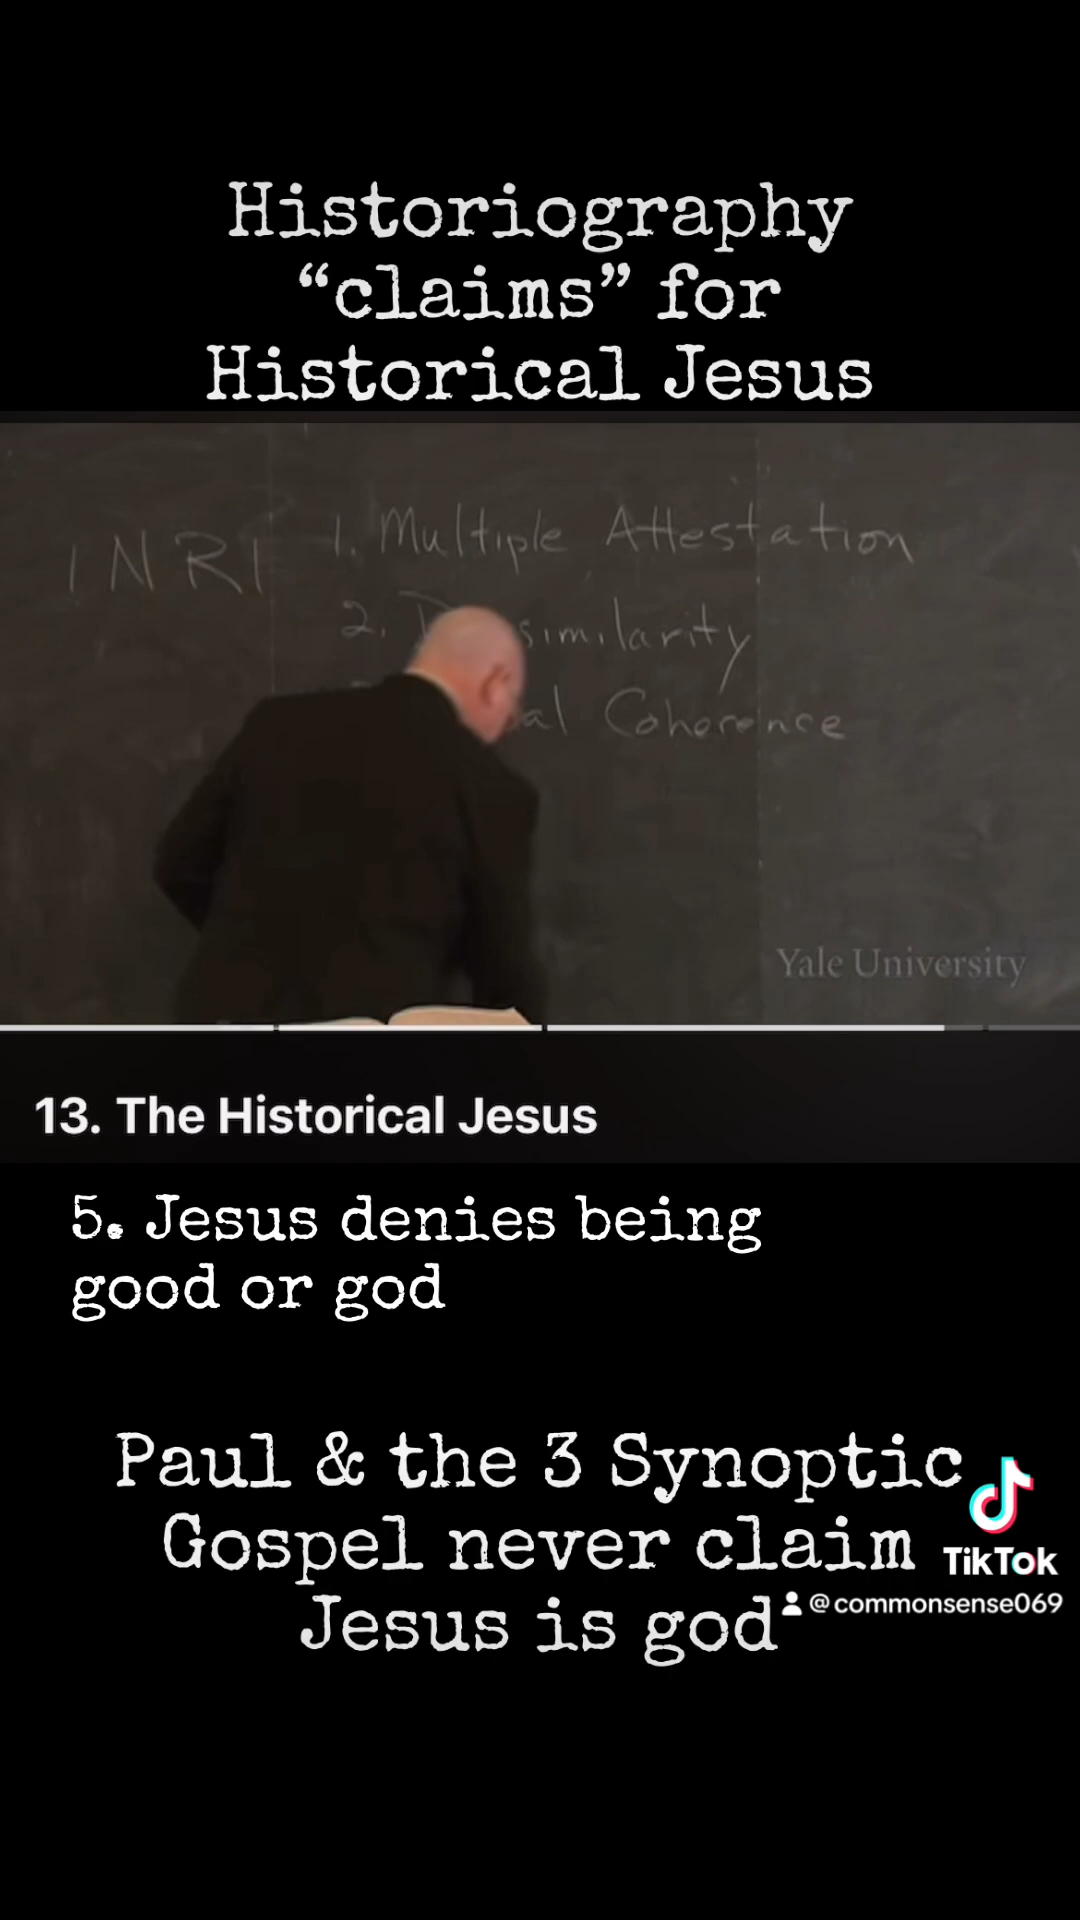 Historiography
“claims” for
Historical Jesus
INRI
1. Multiple Attestation
2.
Coherence
Yale University
13. The Historical Jesus
5. Jesus denies being
good or god
Paul & the 3 Synoptic
Gospel never claim
Jesus is god
TikTok
@commonsense069